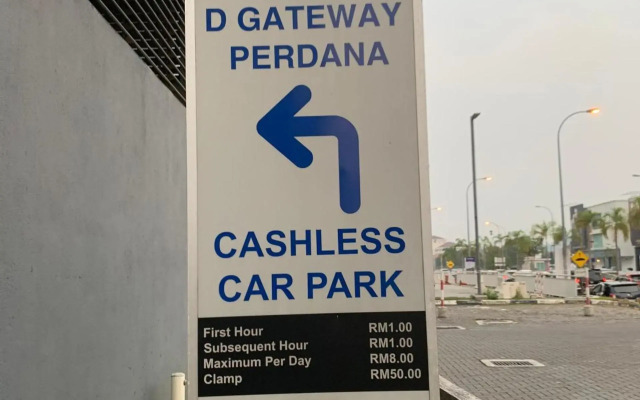 D GATEWAY
PERDANA
CASHLESS
CAR PARK
First Hour RM1.00
Subsequent Hour RM1.00
Maximum Per Day RM8.00
Clamp RM50.00